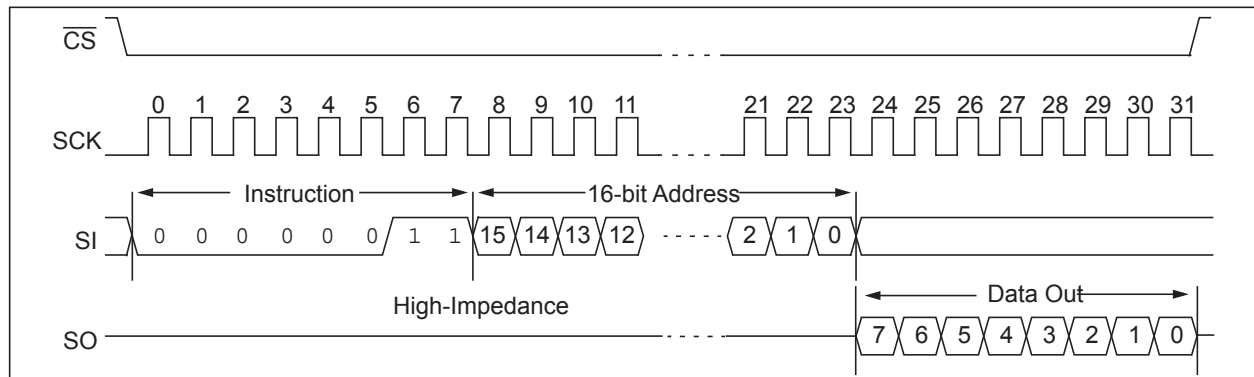 CS
0 1 2 3 4 5 6 7 8 9 10 11 21 22 23 24 25 26 27 28 29 30 31
SCK
Instruction 16-bit Address
SI 0 0 0 0 0 0 1 1 15 14 13 12 2 1 0
High-Impedance Data Out
SO 7 6 5 4 3 2 1 0